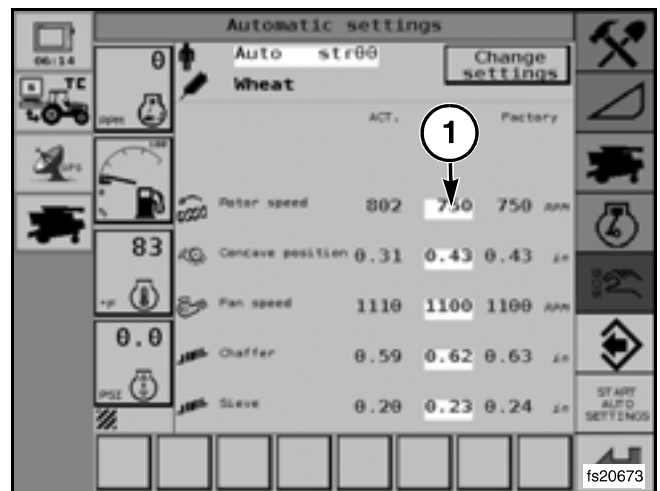 Automatic settings
06:14
0
RPM
Auto str00
Change settings
Wheat
TC
ACT.
Factory
1
GPS
Rotor speed 802 750 750 RPM
83
°F
Concave position 0.31 0.43 0.43 in
Fan speed 1110 1100 1100 RPM
0.0
PSI
Chaffer 0.59 0.62 0.63 in
Sieve 0.20 0.23 0.24 in
START
AUTO
SETTINGS
fs20673